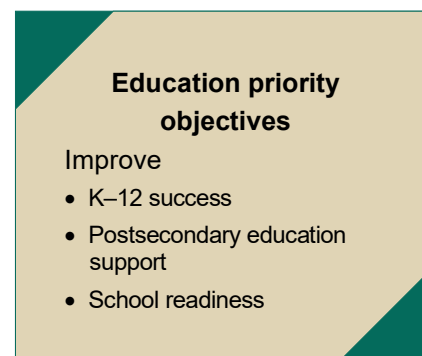 Education priority
objectives
Improve
• K–12 success
• Postsecondary education
support
• School readiness